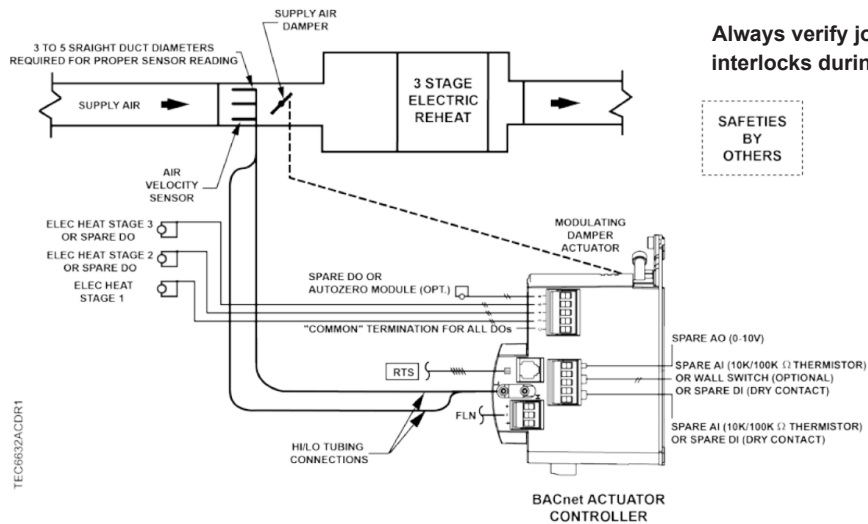 SUPPLY AIR
DAMPER
3 TO 5 SRAIGHT DUCT DIAMETERS
REQUIRED FOR PROPER SENSOR READING
Always verify jo
interlocks durin
SUPPLY AIR
3 STAGE
ELECTRIC
REHEAT
SAFETIES
BY
OTHERS
AIR
VELOCITY
SENSOR
ELEC HEAT STAGE 3
OR SPARE DO
ELEC HEAT STAGE 2
OR SPARE DO
ELEC HEAT
STAGE 1
MODULATING
DAMPER
ACTUATOR
SPARE DO OR
AUTOZERO MODULE (OPT.)
"COMMON" TERMINATION FOR ALL DOs
SPARE AO (0-10V)
SPARE AI (10K/100K Ω THERMISTOR)
OR WALL SWITCH (OPTIONAL)
OR SPARE DI (DRY CONTACT)
RTS
FLN
SPARE AI (10K/100K Ω THERMISTOR)
OR SPARE DI (DRY CONTACT)
HI/LO TUBING
CONNECTIONS
TEC6632ACDR1
BACnet ACTUATOR
CONTROLLER